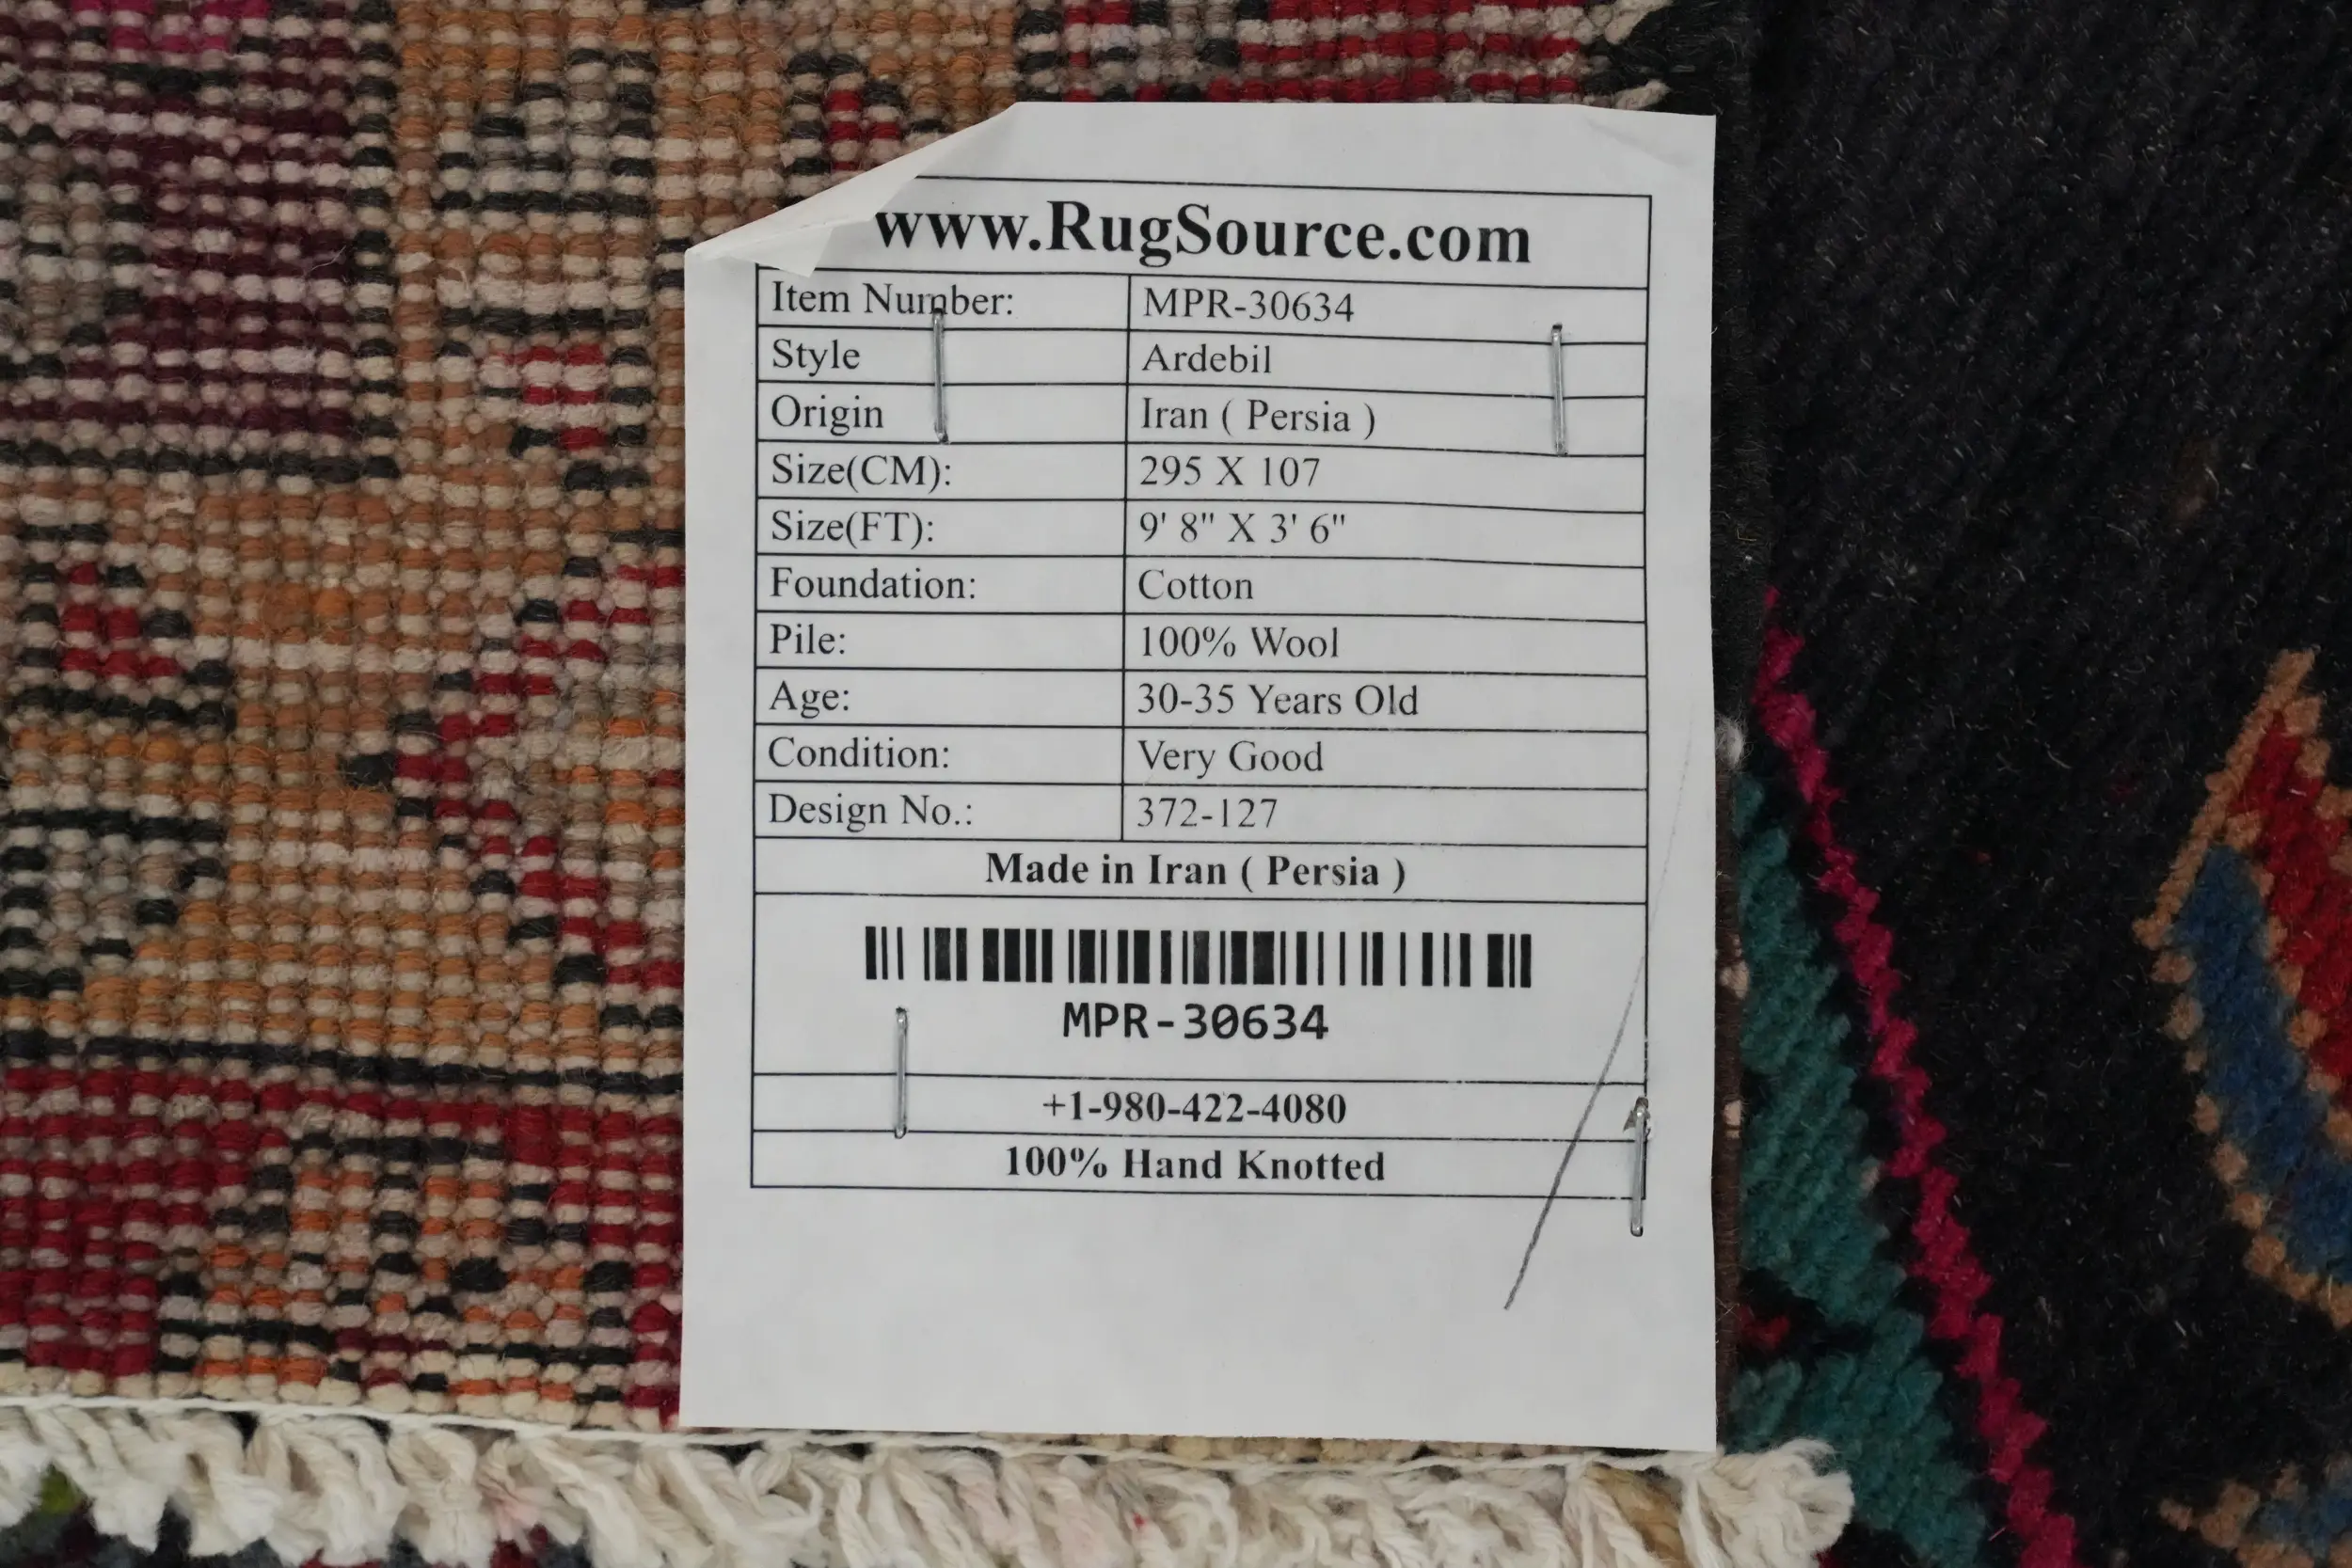 www.RugSource.com
Item Number: MPR-30634
Style Ardebil
Origin Iran ( Persia )
Size(CM): 295 X 107
Size(FT): 9' 8" X 3' 6"
Foundation: Cotton
Pile: 100% Wool
Age: 30-35 Years Old
Condition: Very Good
Design No.: 372-127
Made in Iran ( Persia )
MPR-30634
+1-980-422-4080
100% Hand Knotted